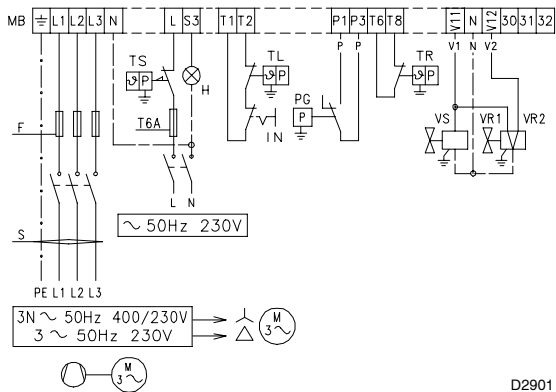 MB ⏚ L1 L2 L3 N L S3 T1 T2 P1 P3 T6 T8 V11 N V12 30 31 32
P P V1 N V2
TS TL TR
ϑ P ϑ P ϑ P
H PG
P
F T6A IN VS VR1 VR2
L N
~ 50Hz 230V
S
PE L1 L2 L3
3N ~ 50Hz 400/230V
3 ~ 50Hz 230V
M
3~
M
3~
D2901